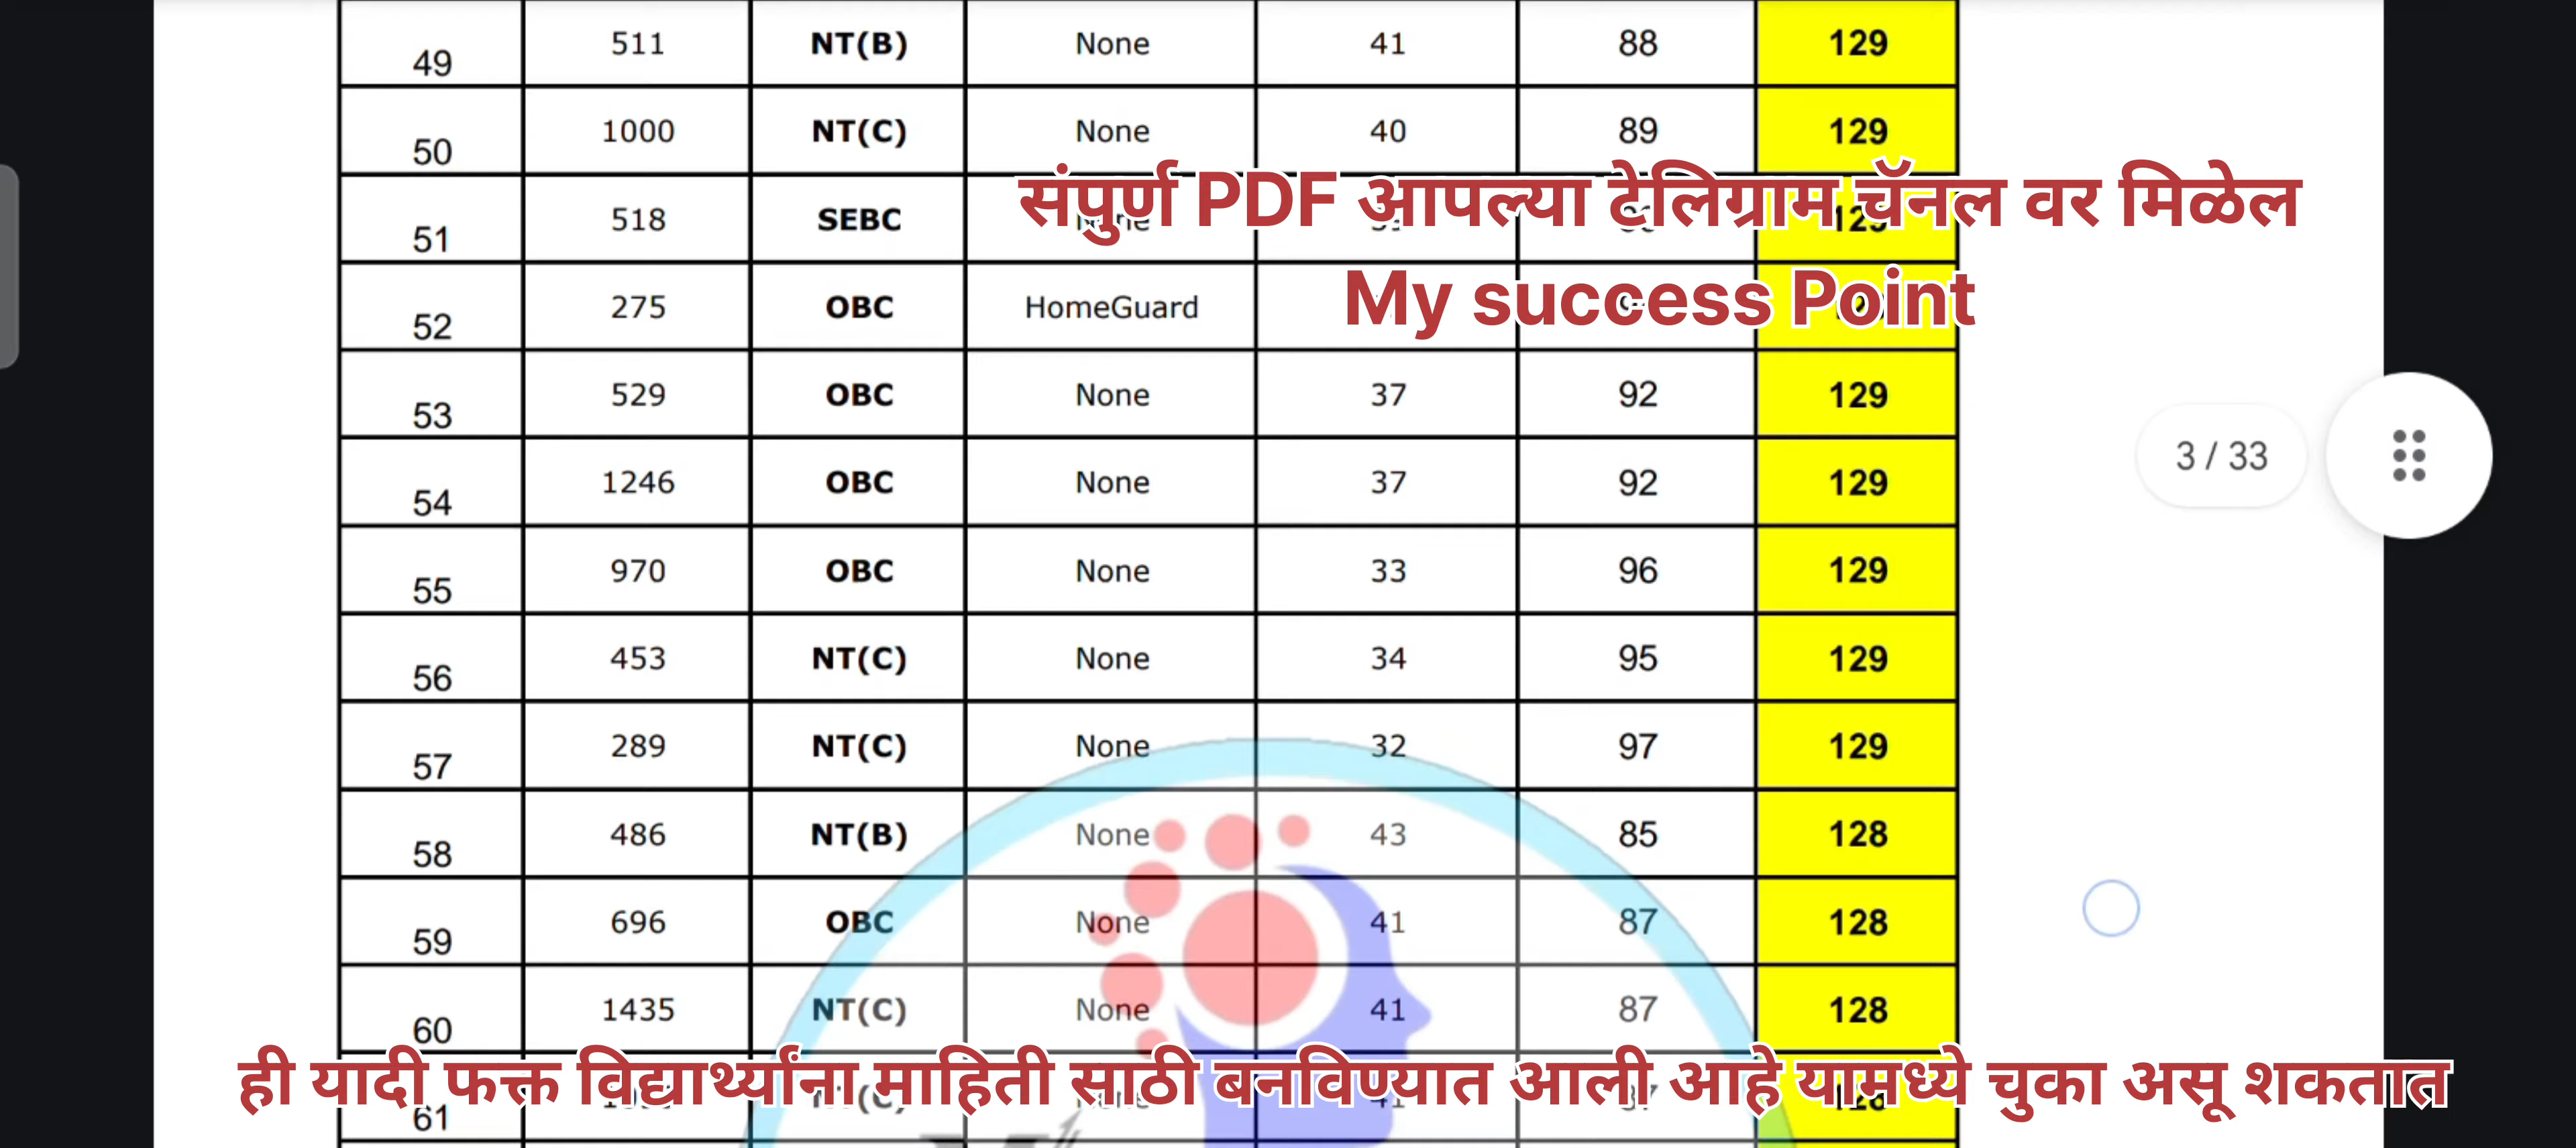 49 511 NT(B) None 41 88 129
50 1000 NT(C) None 40 89 129
संपुर्ण PDF आपल्या टेलिग्राम चॅनल वर मिळेल
51 518 SEBC
My success Point
52 275 OBC HomeGuard
53 529 OBC None 37 92 129
3 / 33
54 1246 OBC None 37 92 129
55 970 OBC None 33 96 129
56 453 NT(C) None 34 95 129
57 289 NT(C) None 32 97 129
58 486 NT(B) None 43 85 128
59 696 OBC None 41 87 128
60 1435 NT(C) None 41 87 128
ही यादी फक्त विद्यार्थ्यांना माहिती साठी बनविण्यात आली आहे यामध्ये चुका असू शकतात
61